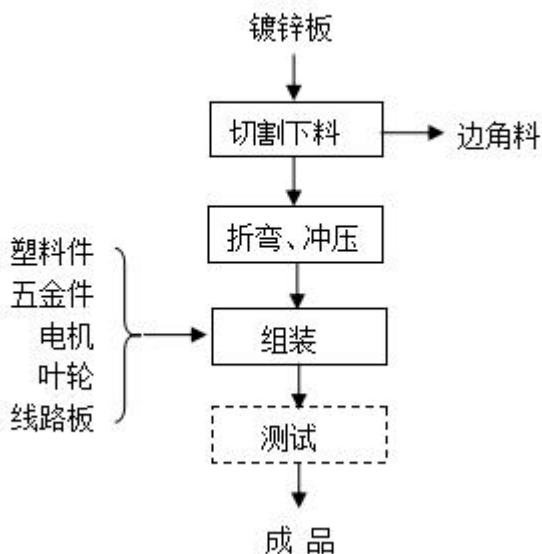 镀锌板
切割下料
边角料
折弯、冲压
塑料件
五金件
电机
叶轮
线路板
组装
测试
成 品